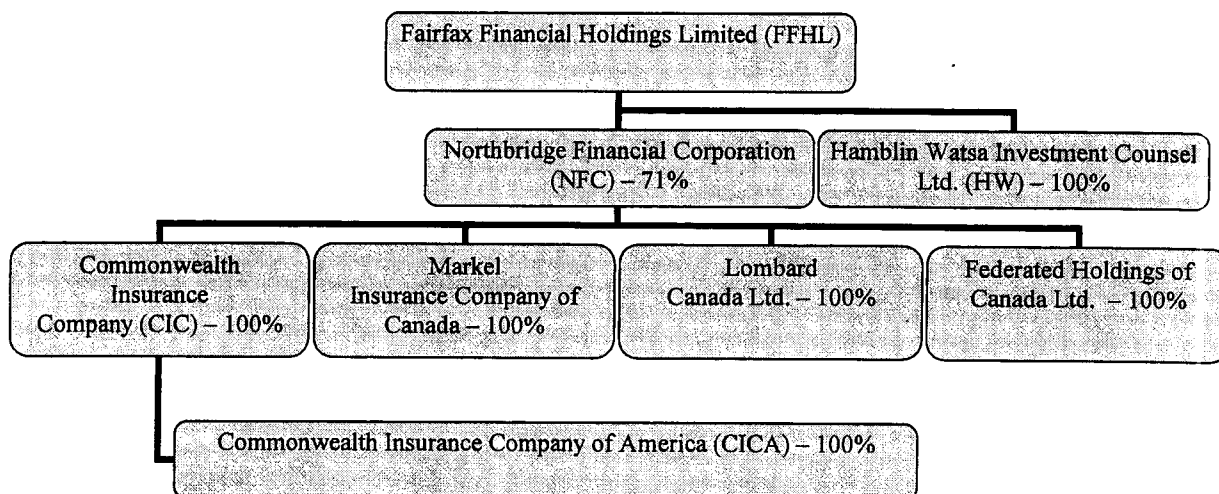 Fairfax Financial Holdings Limited (FFHL)
Northbridge Financial Corporation
(NFC) – 71%
Hamblin Watsa Investment Counsel
Ltd. (HW) – 100%
Commonwealth
Insurance
Company (CIC) – 100%
Markel
Insurance Company of
Canada – 100%
Lombard
Canada Ltd. – 100%
Federated Holdings of
Canada Ltd. – 100%
Commonwealth Insurance Company of America (CICA) – 100%